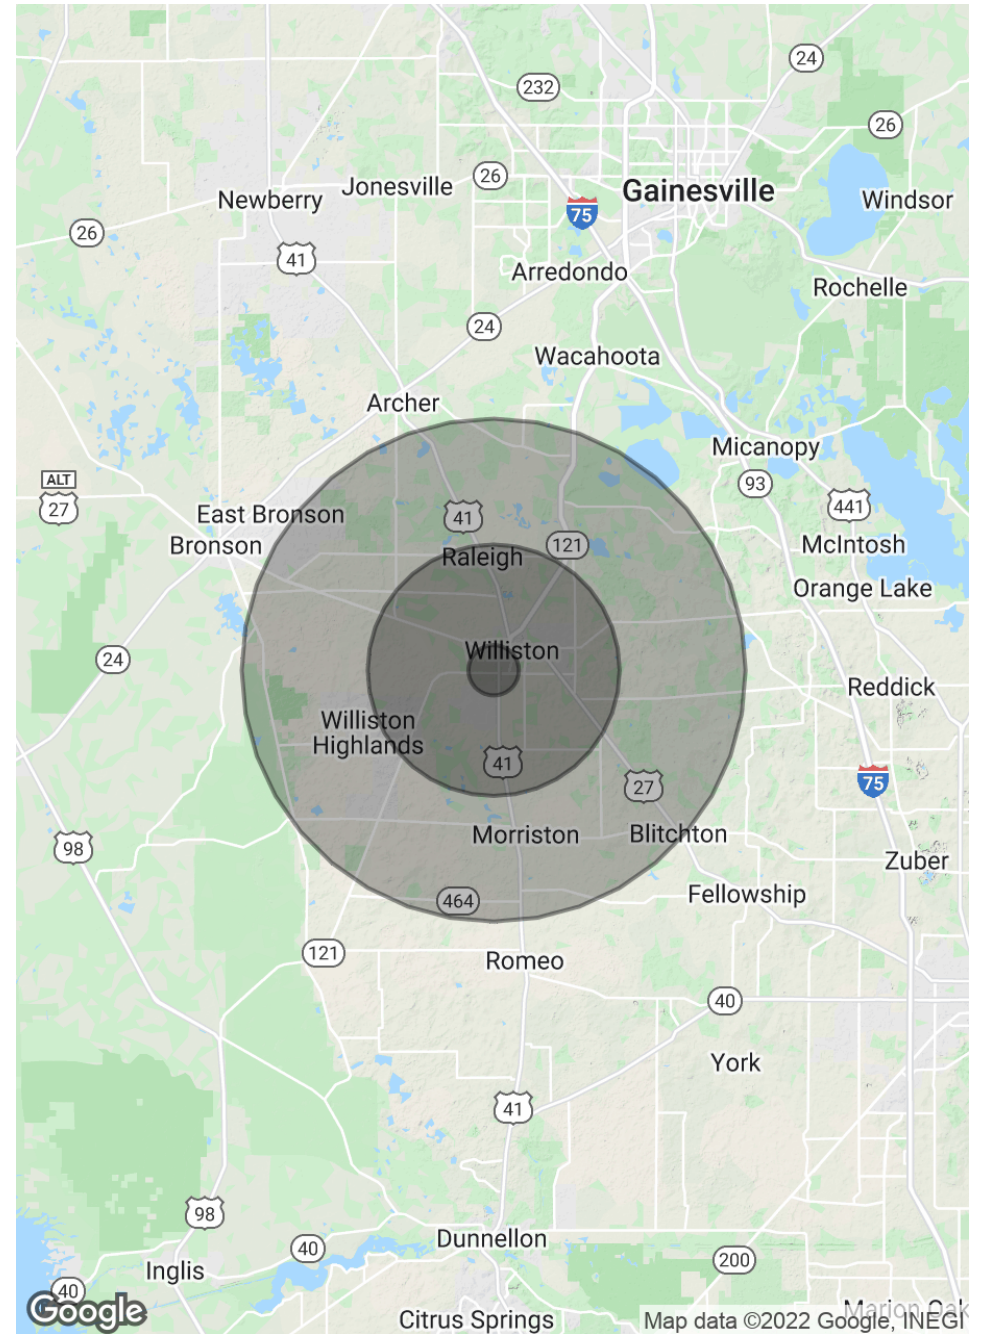 24
232
26
26
Jonesville
Gainesville
Newberry
Windsor
75
26
41
Arredondo
Rochelle
24
Wacahoota
Archer
Micanopy
ALT
27
93
441
41
East Bronson
Bronson
121
McIntosh
Raleigh
Orange Lake
Williston
24
Reddick
Williston
Highlands
41
75
27
Morriston
Blitchton
98
Zuber
Fellowship
464
121
Romeo
40
York
41
98
Dunnellon
40
200
Inglis
40
Google
Citrus Springs
Marion Oak
Map data ©2022 Google, INEGI